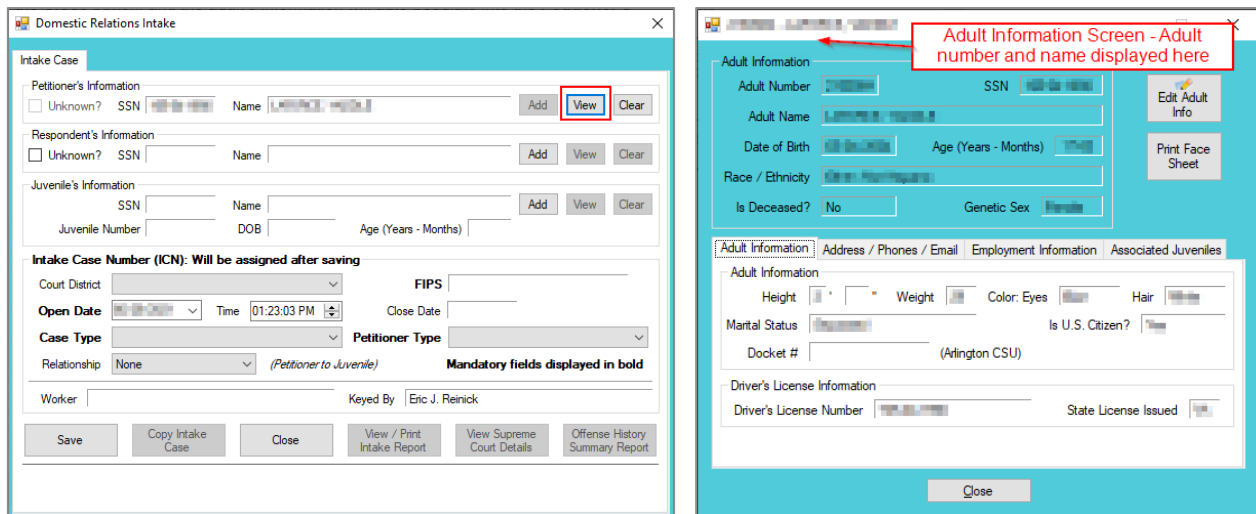 Domestic Relations Intake
Intake Case
Petitioner's Information
Unknown? SSN Name Add View Clear
Respondent's Information
Unknown? SSN Name Add View Clear
Juvenile's Information
SSN Name Add View Clear
Juvenile Number DOB Age (Years - Months)
Intake Case Number (ICN): Will be assigned after saving
Court District FIPS
Open Date Time 01:23:03 PM Close Date
Case Type Petitioner Type
Relationship None (Petitioner to Juvenile) Mandatory fields displayed in bold
Worker Keyed By Eric J. Reinick
Save Copy Intake Case Close View / Print Intake Report View Supreme Court Details Offense History Summary Report
Adult Information Screen - Adult
number and name displayed here
Adult Information
Adult Number SSN
Edit Adult Info
Adult Name
Date of Birth Age (Years - Months)
Print Face Sheet
Race / Ethnicity
Is Deceased? No Genetic Sex
Adult Information Address / Phones / Email Employment Information Associated Juveniles
Adult Information
Height ' " Weight Color: Eyes Hair
Marital Status Is U.S. Citizen?
Docket # (Arlington CSU)
Driver's License Information
Driver's License Number State License Issued
Close